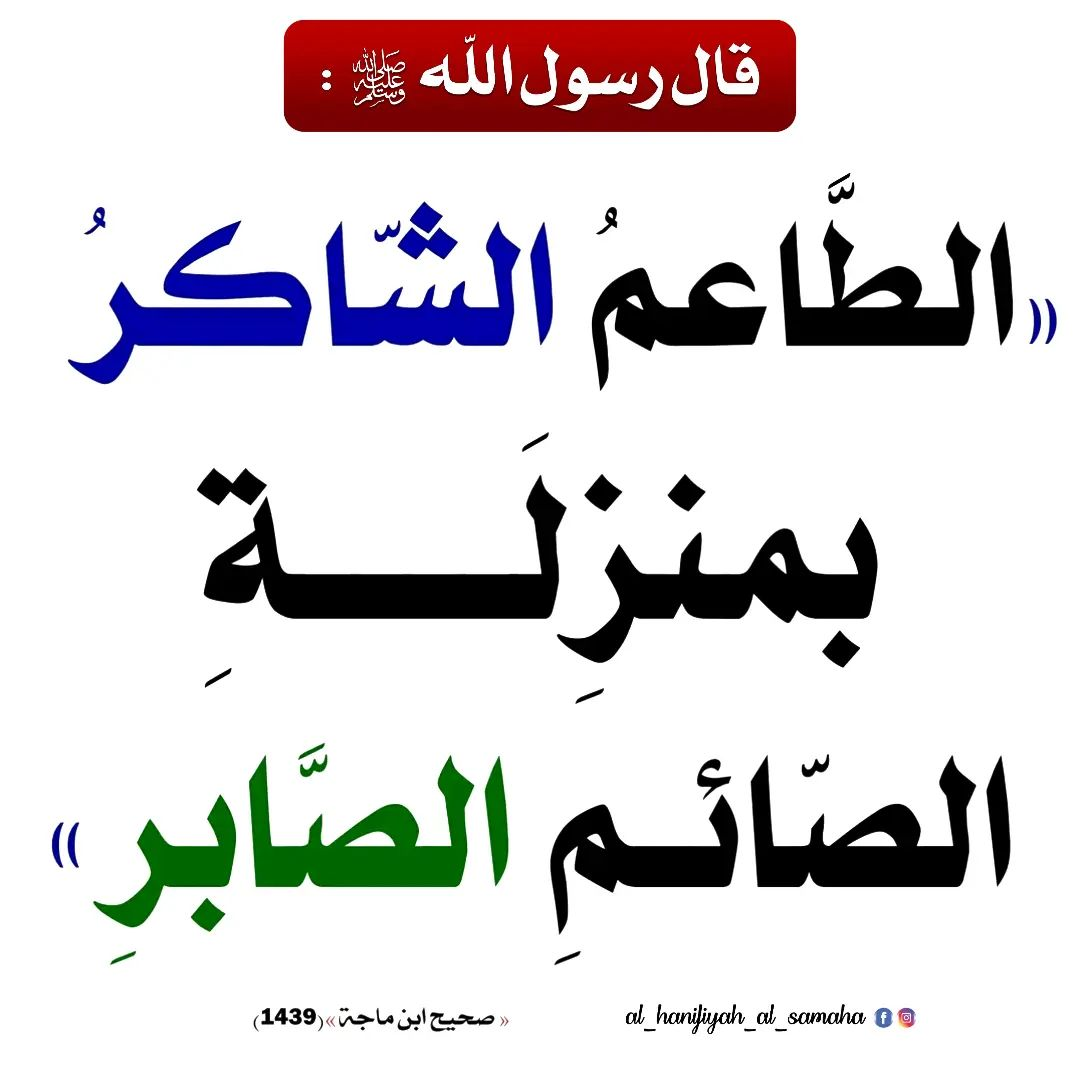 قال رسول الله ﷺ :
((الطَّاعمُ الشّاكرُ
بمنزِلَـــةِ
الصّائـمِ الصَّابرِ))
« صحيح ابن ماجة »(1439)
al_hanifiyah_al_samaha